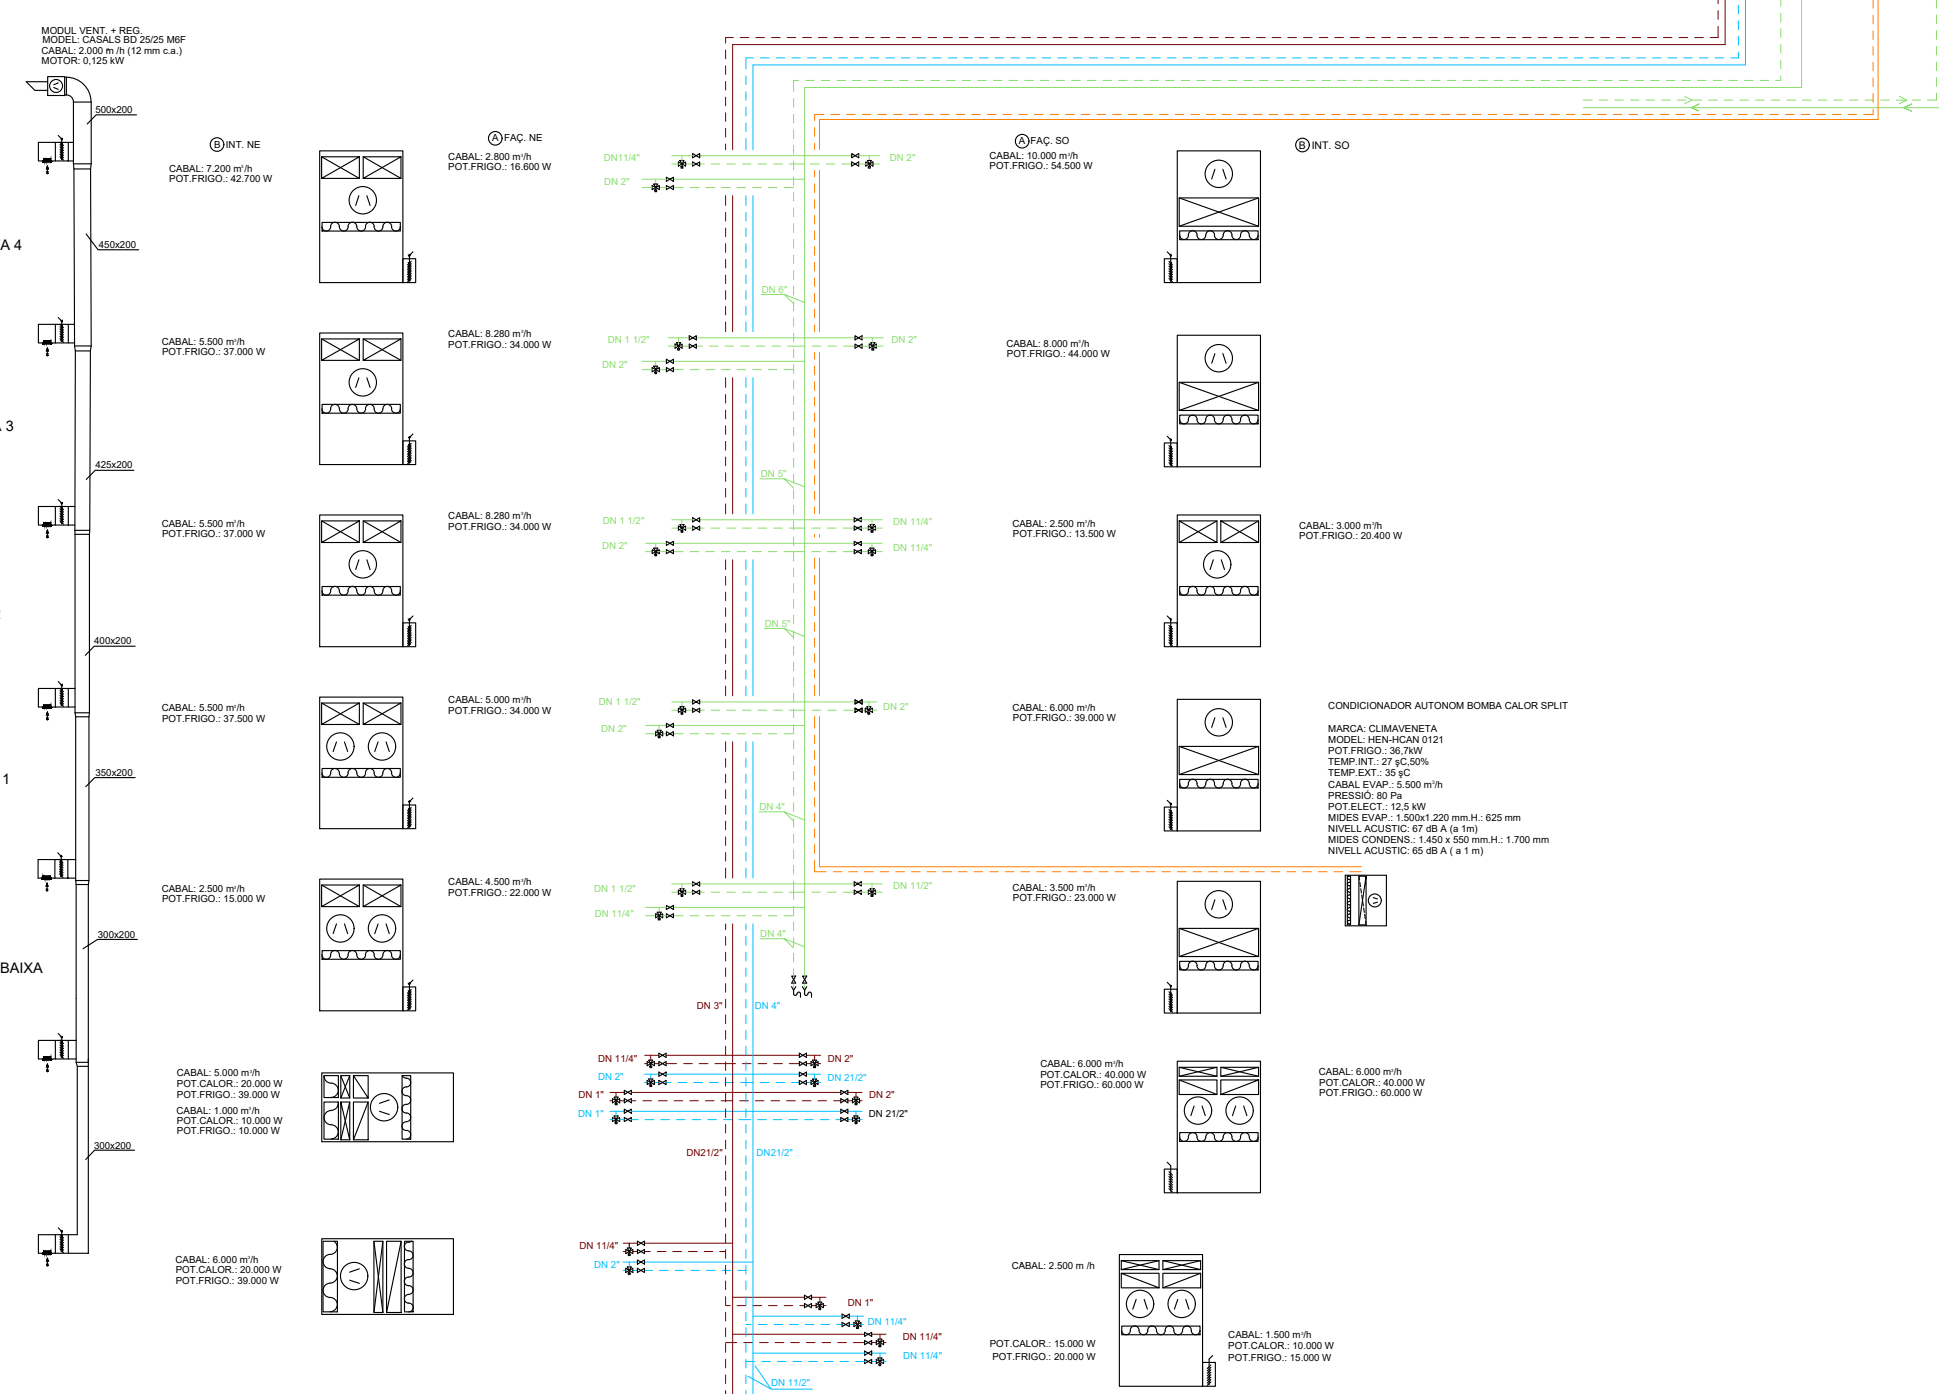 MODUL VENT. + REG.
MODEL: CASALS BD 25/25 M6F
CABAL: 2.000 m /h (12 mm c.a.)
MOTOR: 0,125 kW
500x200
450x200
425x200
400x200
350x200
300x200
300x200
A 4
A 3
1
BAIXA
B INT. NE
CABAL: 7.200 m³/h
POT.FRIGO.: 42.700 W
CABAL: 5.500 m³/h
POT.FRIGO.: 37.000 W
CABAL: 5.500 m³/h
POT.FRIGO.: 37.000 W
CABAL: 5.500 m³/h
POT.FRIGO.: 37.500 W
CABAL: 2.500 m³/h
POT.FRIGO.: 15.000 W
CABAL: 5.000 m³/h
POT.CALOR.: 20.000 W
POT.FRIGO.: 39.000 W
CABAL: 1.000 m³/h
POT.CALOR.: 10.000 W
POT.FRIGO.: 10.000 W
CABAL: 6.000 m³/h
POT.CALOR.: 20.000 W
POT.FRIGO.: 39.000 W
A FAÇ. NE
CABAL: 2.800 m³/h
POT.FRIGO.: 16.600 W
CABAL: 8.280 m³/h
POT.FRIGO.: 34.000 W
CABAL: 8.280 m³/h
POT.FRIGO.: 34.000 W
CABAL: 5.000 m³/h
POT.FRIGO.: 34.000 W
CABAL: 4.500 m³/h
POT.FRIGO.: 22.000 W
DN11/4"
DN 2"
DN 2"
DN 6"
DN 1 1/2"
DN 2"
DN 2"
DN 5"
DN 1 1/2"
DN 11/4"
DN 2"
DN 11/4"
DN 5"
DN 1 1/2"
DN 2"
DN 2"
DN 4"
DN 1 1/2"
DN 11/2"
DN 11/4"
DN 4"
DN 3"
DN 4"
DN 11/4"
DN 2"
DN 2"
DN 21/2"
DN 1"
DN 2"
DN 1"
DN 21/2"
DN21/2"
DN21/2"
DN 11/4"
DN 2"
DN 1"
DN 11/4"
DN 11/4"
DN 11/4"
DN 11/2"
A FAÇ. SO
CABAL: 10.000 m³/h
POT.FRIGO.: 54.500 W
CABAL: 8.000 m³/h
POT.FRIGO.: 44.000 W
CABAL: 2.500 m³/h
POT.FRIGO.: 13.500 W
CABAL: 6.000 m³/h
POT.FRIGO.: 39.000 W
CABAL: 3.500 m³/h
POT.FRIGO.: 23.000 W
CABAL: 6.000 m³/h
POT.CALOR.: 40.000 W
POT.FRIGO.: 60.000 W
CABAL: 2.500 m /h
POT.CALOR.: 15.000 W
POT.FRIGO.: 20.000 W
B INT. SO
CABAL: 3.000 m³/h
POT.FRIGO.: 20.400 W
CONDICIONADOR AUTONOM BOMBA CALOR SPLIT
MARCA: CLIMAVENETA
MODEL: HEN-HCAN 0121
POT.FRIGO.: 36,7kW
TEMP.INT.: 27 şC,50%
TEMP.EXT.: 35 şC
CABAL EVAP.: 5.500 m³/h
PRESSIÓ: 80 Pa
POT.ELECT.: 12,5 kW
MIDES EVAP.: 1.500x1.220 mm.H.: 625 mm
NIVELL ACUSTIC: 67 dB A (a 1m)
MIDES CONDENS.: 1.450 x 550 mm.H.: 1.700 mm
NIVELL ACUSTIC: 65 dB A ( a 1 m)
CABAL: 6.000 m³/h
POT.CALOR.: 40.000 W
POT.FRIGO.: 60.000 W
CABAL: 1.500 m³/h
POT.CALOR.: 10.000 W
POT.FRIGO.: 15.000 W